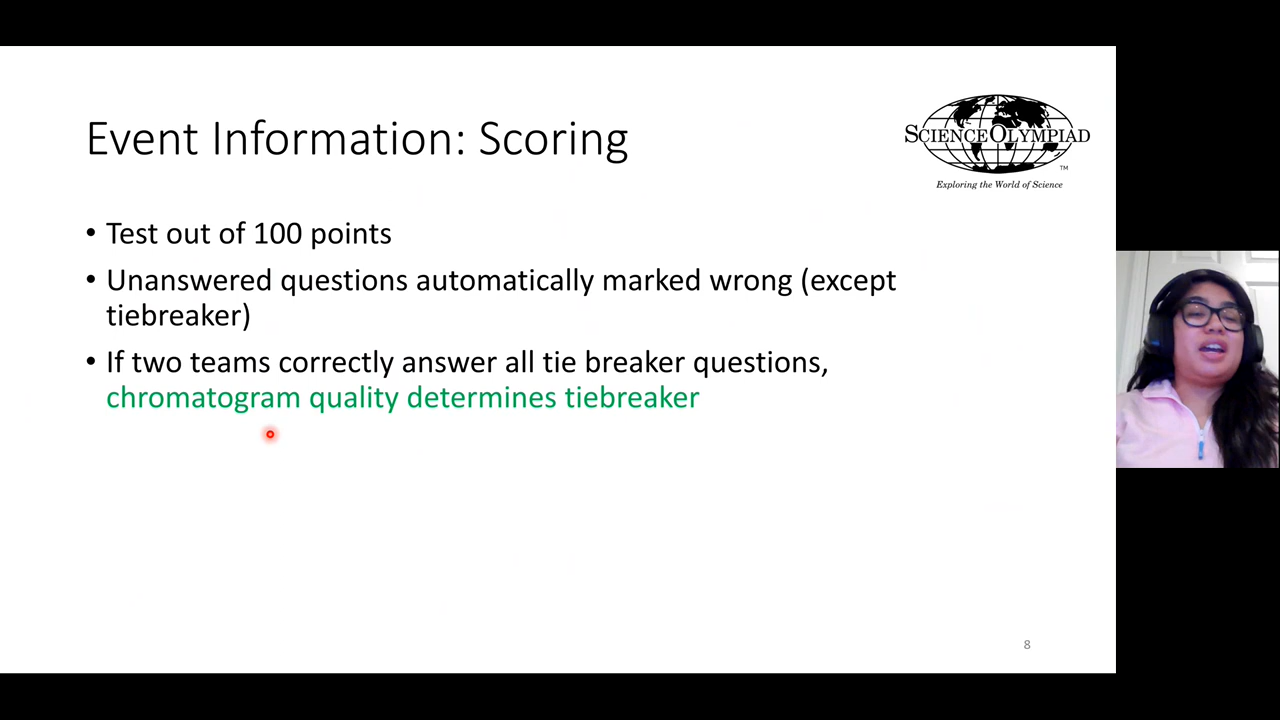 Event Information: Scoring
SCIENCE OLYMPIAD
TM
Exploring the World of Science
• Test out of 100 points
• Unanswered questions automatically marked wrong (except
tiebreaker)
• If two teams correctly answer all tie breaker questions,
chromatogram quality determines tiebreaker
8